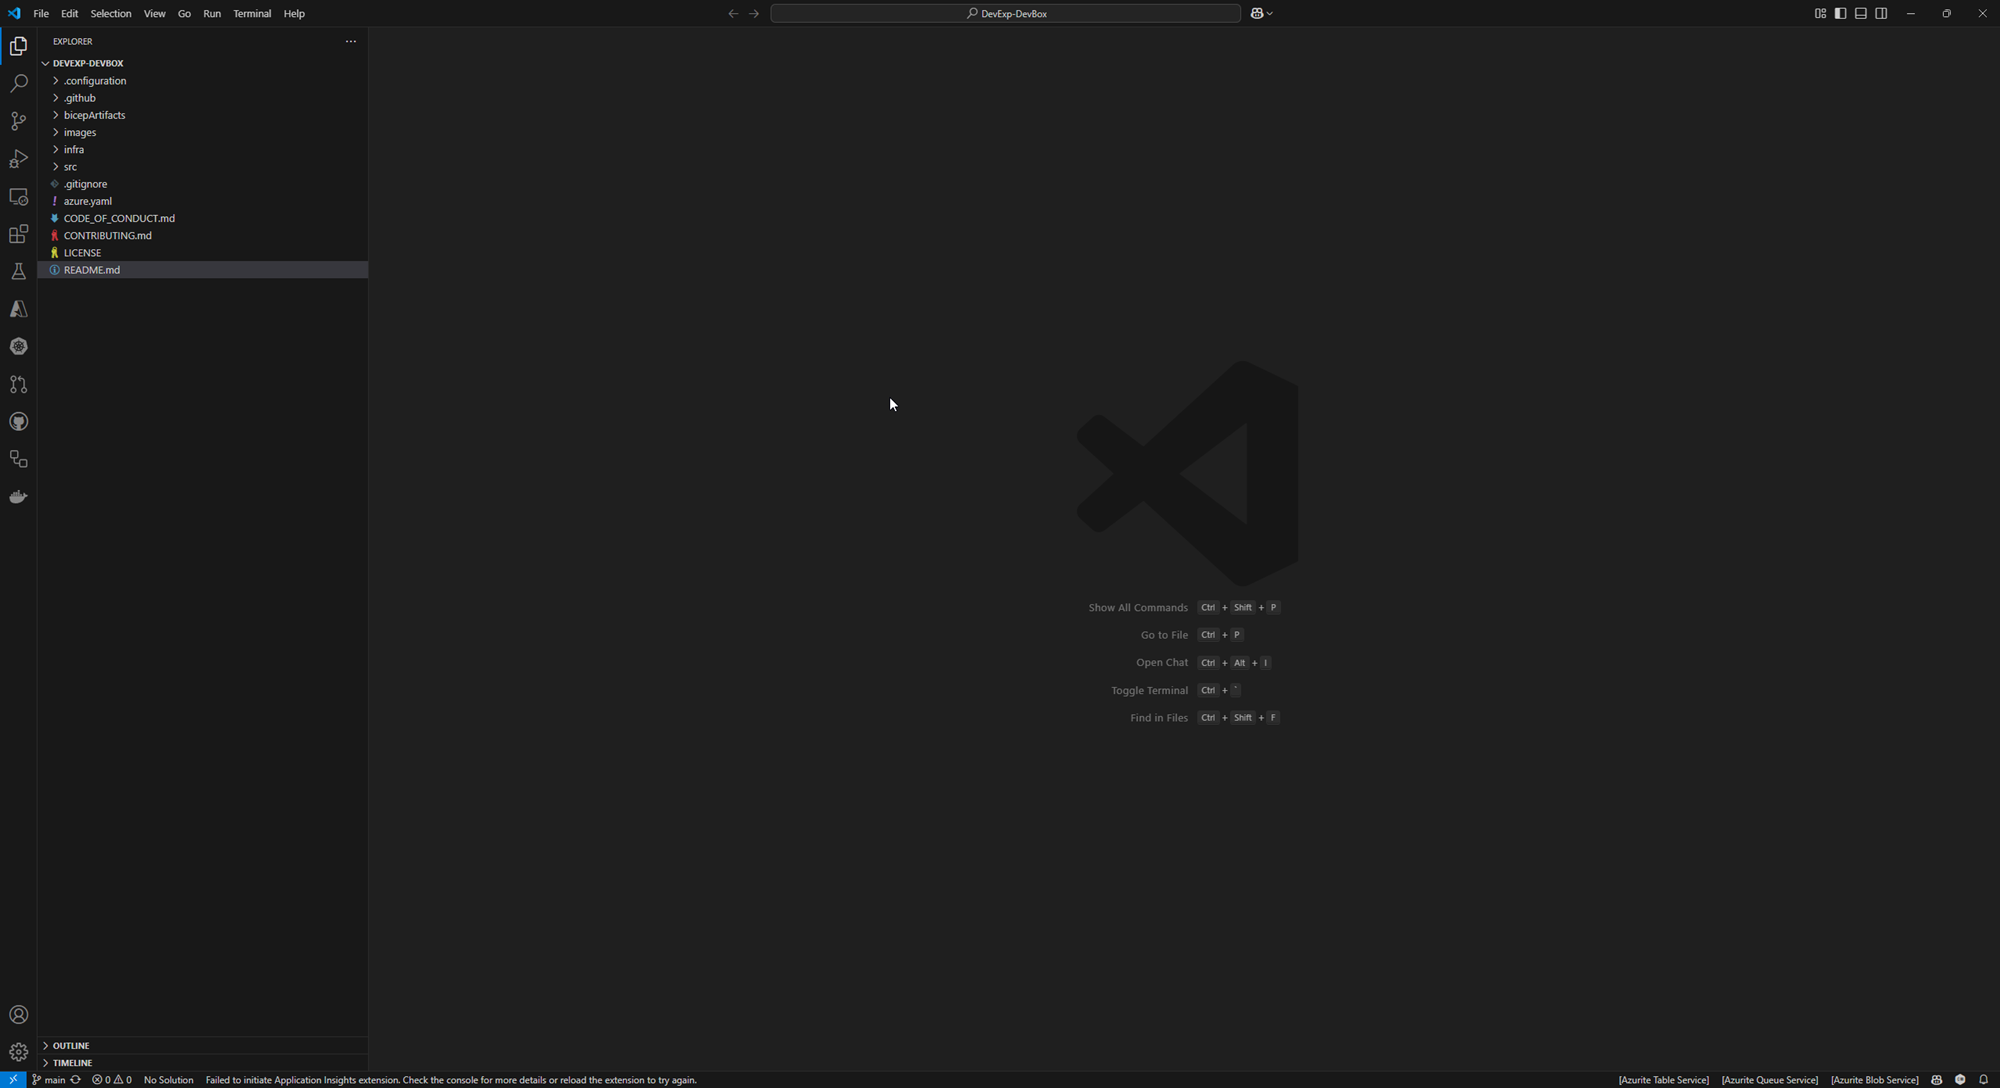 File Edit Selection View Go Run Terminal Help
DevExp-DevBox
EXPLORER
DEVEXP-DEVBOX
.configuration
.github
bicepArtifacts
images
infra
src
.gitignore
azure.yaml
CODE_OF_CONDUCT.md
CONTRIBUTING.md
LICENSE
README.md
Show All Commands Ctrl + Shift + P
Go to File Ctrl + P
Open Chat Ctrl + Alt + I
Toggle Terminal Ctrl + `
Find in Files Ctrl + Shift + F
OUTLINE
TIMELINE
main 0 0 No Solution Failed to initiate Application Insights extension. Check the console for more details or reload the extension to try again. [Azurite Table Service] [Azurite Queue Service] [Azurite Blob Service]